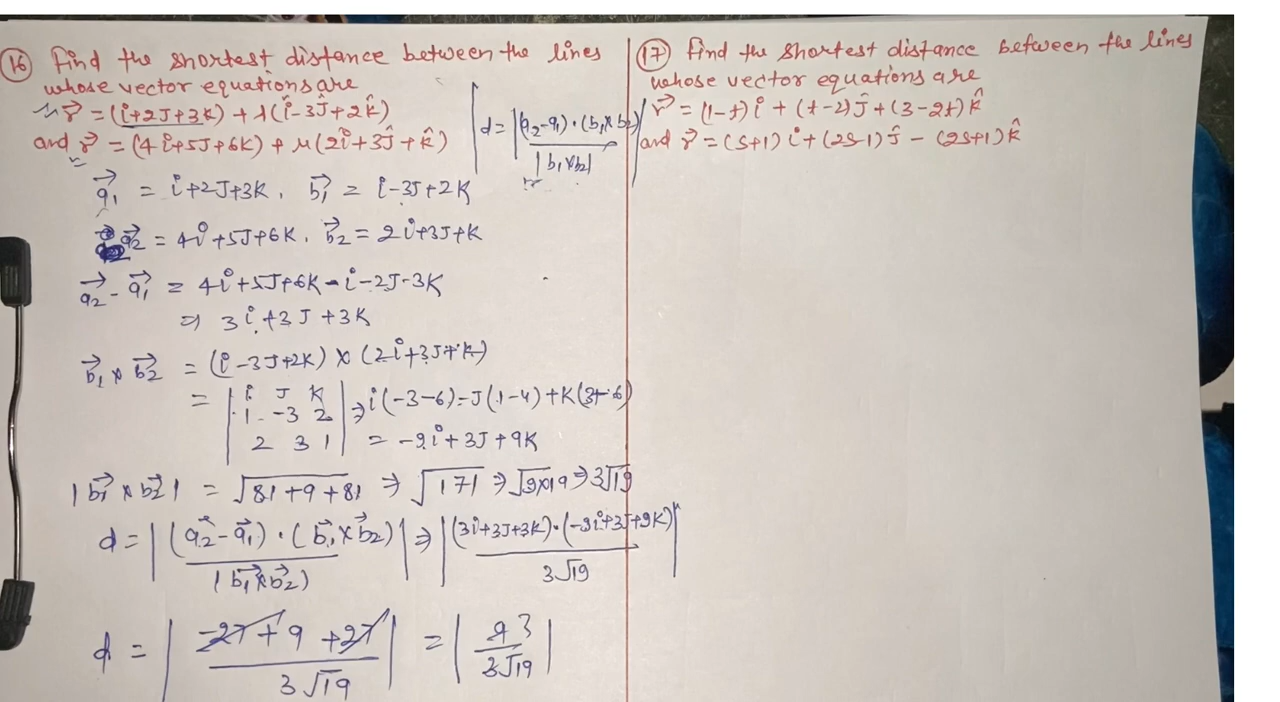 16 Find the shortest distance between the lines
whose vector equations are
r⃗ = (i+2J+3K) + λ(i-3Ĵ+2k̂)
and r⃗ = (4i+5J+6K) + μ(2i+3Ĵ+k̂)
d = |(a2-a1)·(b1×b2)/|b1×b2||
a⃗1 = i+2J+3K, b⃗1 = i-3J+2K
a⃗2 = 4i+5J+6K, b⃗2 = 2i+3J+K
a⃗2 - a⃗1 = 4i+5J+6K-i-2J-3K
⇒ 3i+3J+3K
b⃗1 × b⃗2 = (i-3J+2K) × (2i+3J+K)
= | i J K | ⇒ i(-3-6)-J(1-4)+K(3+6)
1 -3 2
2 3 1 = -9i+3J+9K
|b⃗1 × b⃗2| = √81+9+81 ⇒ √171 ⇒ √9×19 ⇒ 3√19
d = |(a⃗2-a⃗1)·(b⃗1×b⃗2)/|b⃗1×b⃗2|| ⇒ |(3i+3J+3K)·(-9i+3J+9K)/3√19|
d = |-27+9+27/3√19| = |9 3/3√19|
17 Find the shortest distance between the lines
whose vector equations are
r⃗ = (1-t)i + (t-2)ĵ + (3-2t)k̂
and r⃗ = (s+1)i + (2s-1)ĵ - (2s+1)k̂